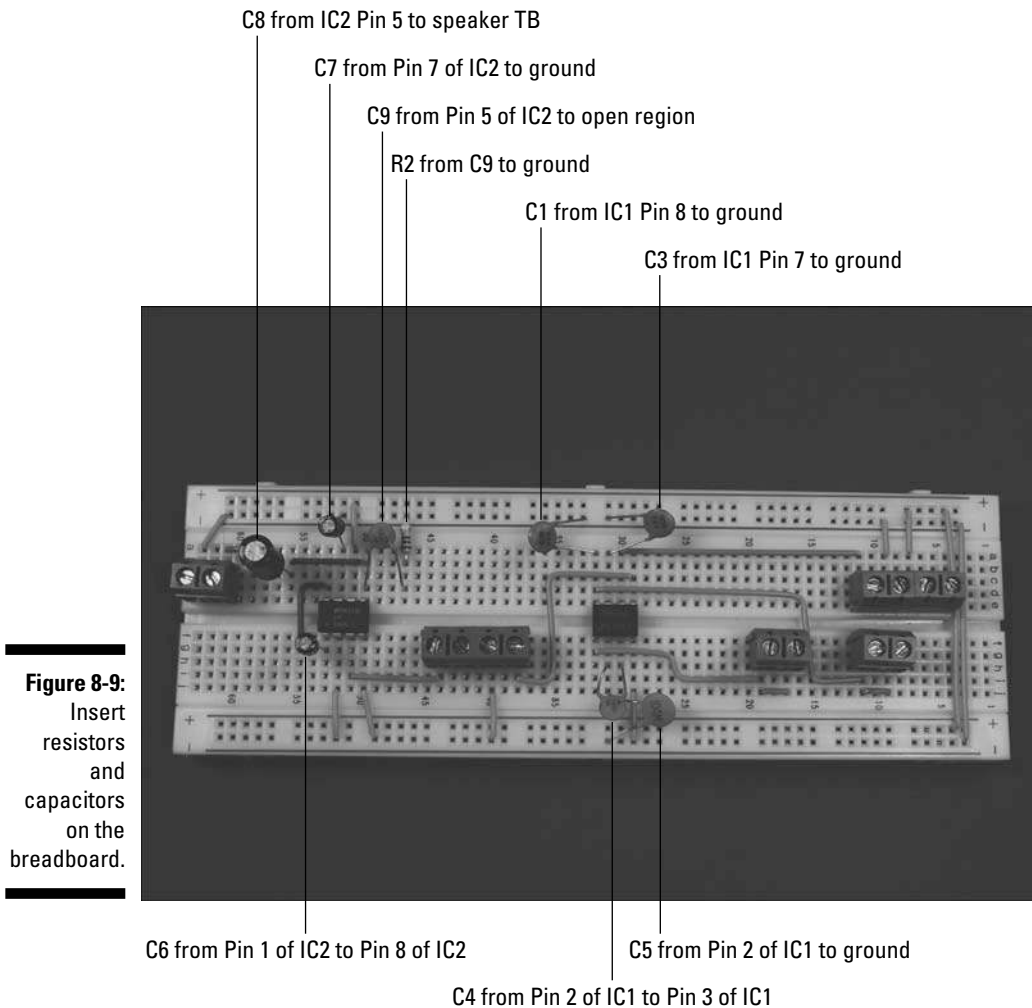 C8 from IC2 Pin 5 to speaker TB
C7 from Pin 7 of IC2 to ground
C9 from Pin 5 of IC2 to open region
R2 from C9 to ground
C1 from IC1 Pin 8 to ground
C3 from IC1 Pin 7 to ground
Figure 8-9:
Insert
resistors
and
capacitors
on the
breadboard.
C6 from Pin 1 of IC2 to Pin 8 of IC2
C5 from Pin 2 of IC1 to ground
C4 from Pin 2 of IC1 to Pin 3 of IC1